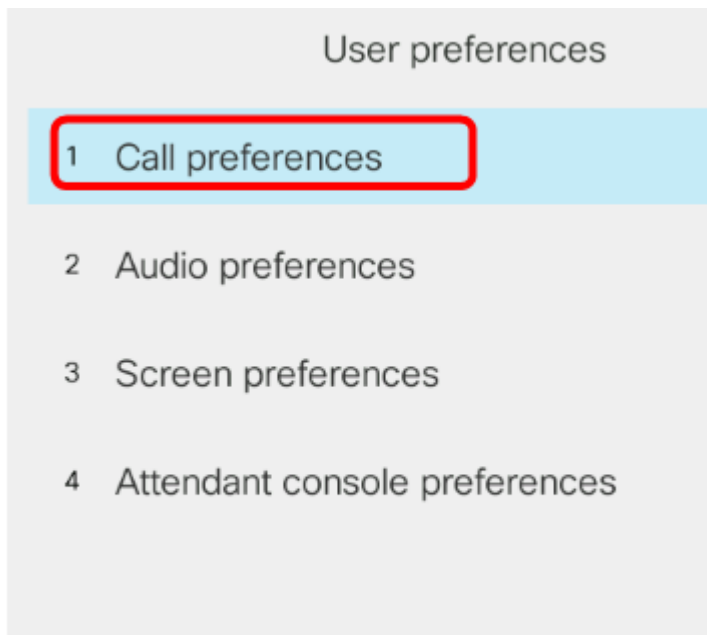 User preferences
1 Call preferences
2 Audio preferences
3 Screen preferences
4 Attendant console preferences